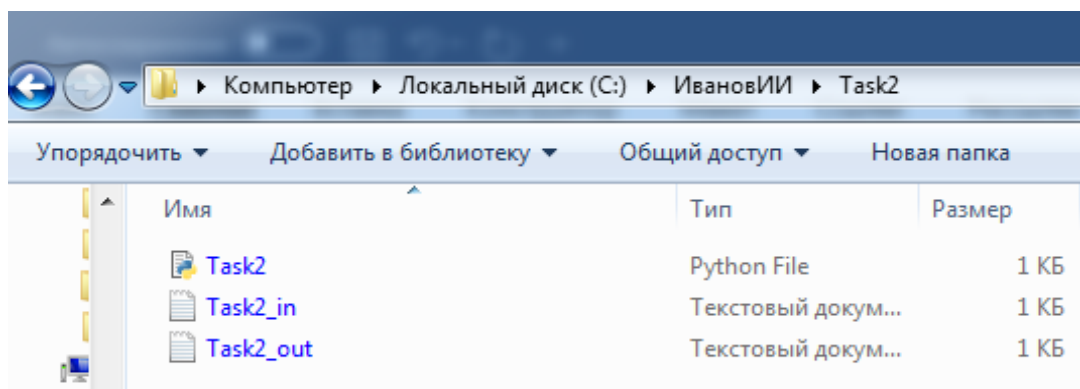 Компьютер Локальный диск (C:) ИвановИИ Task2
Упорядочить Добавить в библиотеку Общий доступ Новая папка
Имя Тип Размер
Task2 Python File 1 КБ
Task2_in Текстовый докум... 1 КБ
Task2_out Текстовый докум... 1 КБ